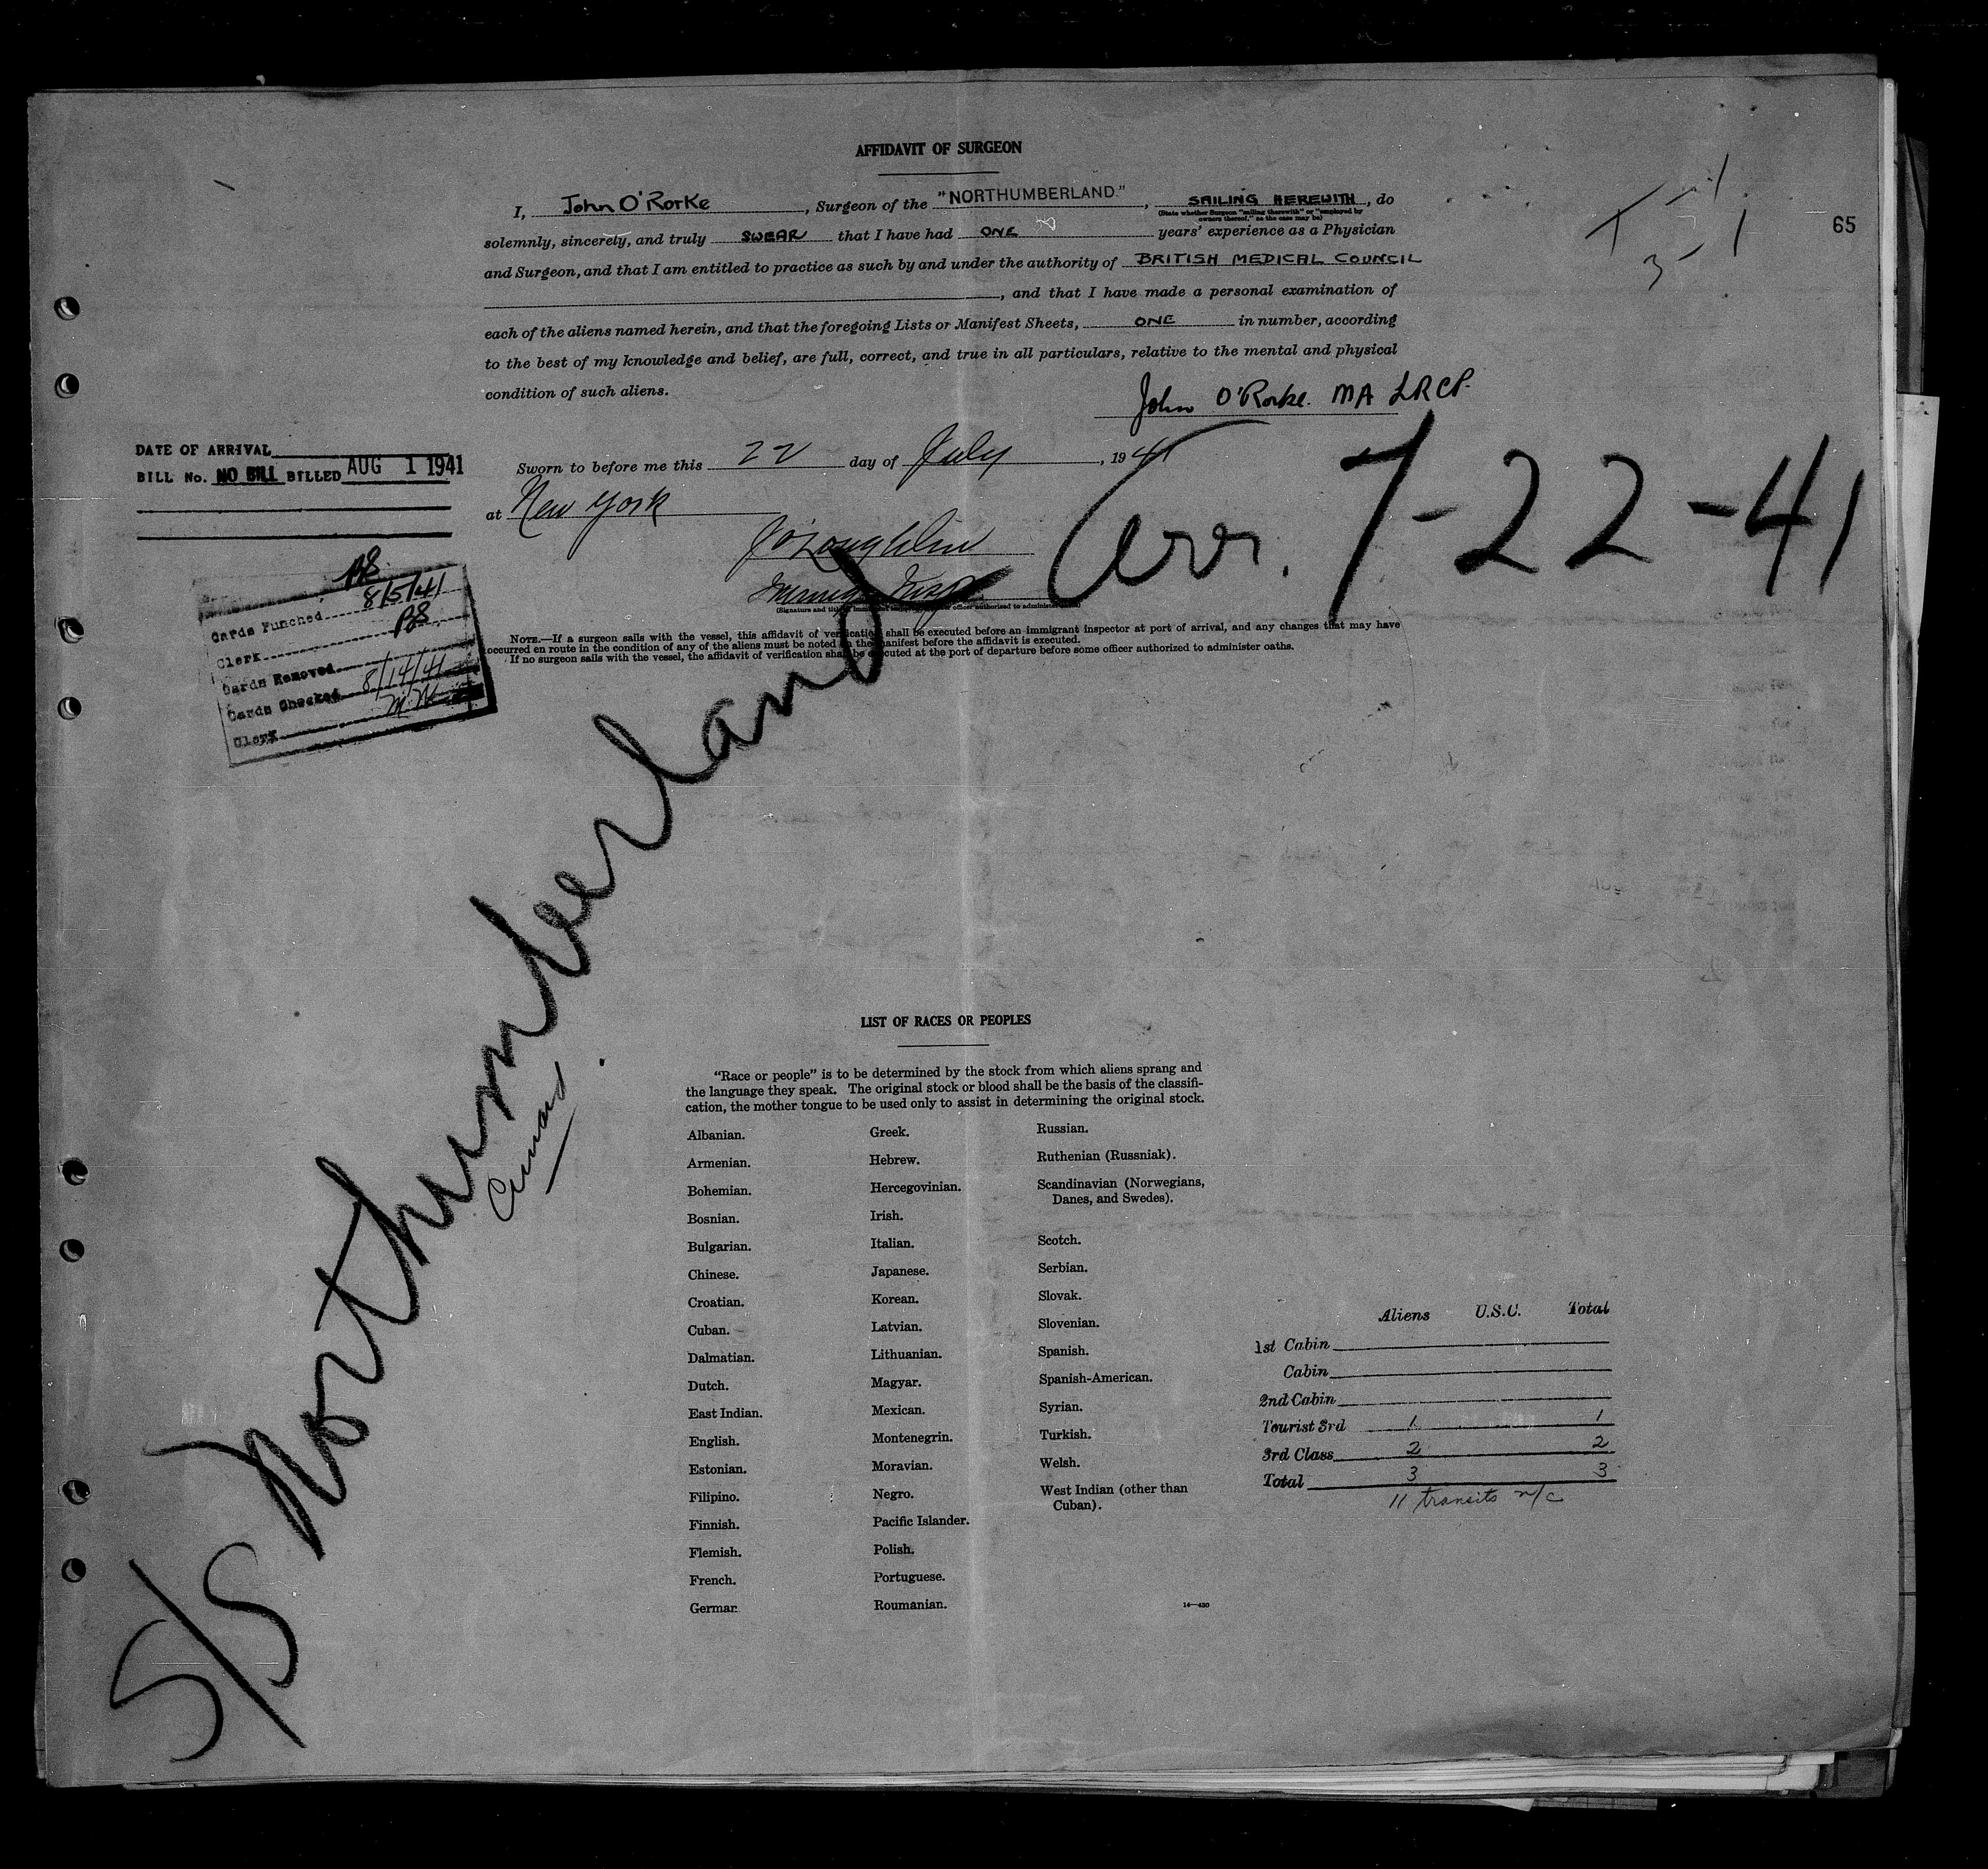 AFFIDAVIT OF SURGEON
I, John O'Rorke, Surgeon of the "NORTHUMBERLAND", SAILING HEREWITH, do
(State whether Surgeon "sailing therewith" or "employed by
owners thereof," as the case may be)
solemnly, sincerely, and truly SWEAR that I have had ONE years' experience as a Physician
and Surgeon, and that I am entitled to practice as such by and under the authority of BRITISH MEDICAL COUNCIL
, and that I have made a personal examination of
each of the aliens named herein, and that the foregoing Lists or Manifest Sheets, ONE in number, according
to the best of my knowledge and belief, are full, correct, and true in all particulars, relative to the mental and physical
condition of such aliens.
John O'Rorke. MA LRCP.
65
DATE OF ARRIVAL
BILL No. NO BILL BILLED AUG 1 1941
Sworn to before me this 22 day of July, 1941
at New York
J O'Loughlin
(Signature and title of immigrant officer authorized to administer
Arr. 7-22-41
Cards Punched 8/5/41
Clerk
Cards Removed
Cards Checked 8/14/41
Clerk
NOTE.—If a surgeon sails with the vessel, this affidavit of verification shall be executed before an immigrant inspector at port of arrival, and any changes that may have
occurred en route in the condition of any of the aliens must be noted on the manifest before the affidavit is executed.
If no surgeon sails with the vessel, the affidavit of verification shall be executed at the port of departure before some officer authorized to administer oaths.
S/S Northumberland
Cunard
LIST OF RACES OR PEOPLES
"Race or people" is to be determined by the stock from which aliens sprang and
the language they speak. The original stock or blood shall be the basis of the classifi-
cation, the mother tongue to be used only to assist in determining the original stock.
Albanian.
Armenian.
Bohemian.
Bosnian.
Bulgarian.
Chinese.
Croatian.
Cuban.
Dalmatian.
Dutch.
East Indian.
English.
Estonian.
Filipino.
Finnish.
Flemish.
French.
German
Greek.
Hebrew.
Hercegovinian.
Irish.
Italian.
Japanese.
Korean.
Latvian.
Lithuanian.
Magyar.
Mexican.
Montenegrin.
Moravian.
Negro.
Pacific Islander.
Polish.
Portuguese.
Roumanian.
Russian.
Ruthenian (Russniak).
Scandinavian (Norwegians,
Danes, and Swedes).
Scotch.
Serbian.
Slovak.
Slovenian.
Spanish.
Spanish-American.
Syrian.
Turkish.
Welsh.
West Indian (other than
Cuban).
14—430
Aliens U.S.C. Total
1st Cabin
Cabin
2nd Cabin
Tourist 3rd 1 1
3rd Class 2 2
Total 3 3
11 transits n/c